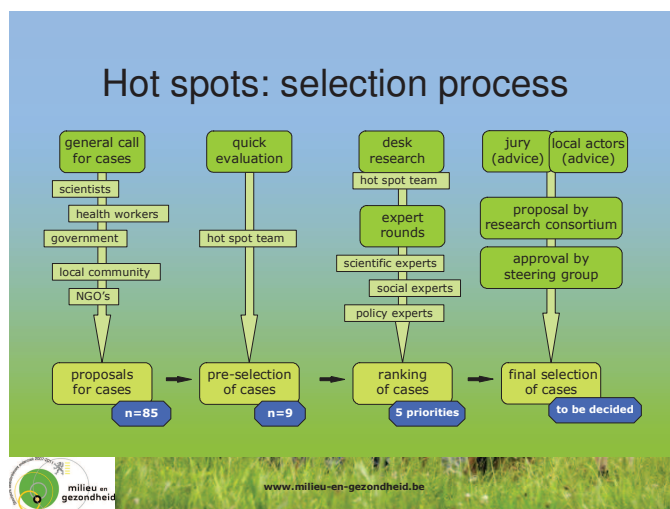 Hot spots: selection process
general call
for cases
scientists
health workers
government
local community
NGO's
proposals
for cases
n=85
quick
evaluation
hot spot team
pre-selection
of cases
n=9
desk
research
hot spot team
expert
rounds
scientific experts
social experts
policy experts
ranking
of cases
5 priorities
jury
(advice)
local actors
(advice)
proposal by
research consortium
approval by
steering group
final selection
of cases
to be decided
milieu en
gezondheid
www.milieu-en-gezondheid.be